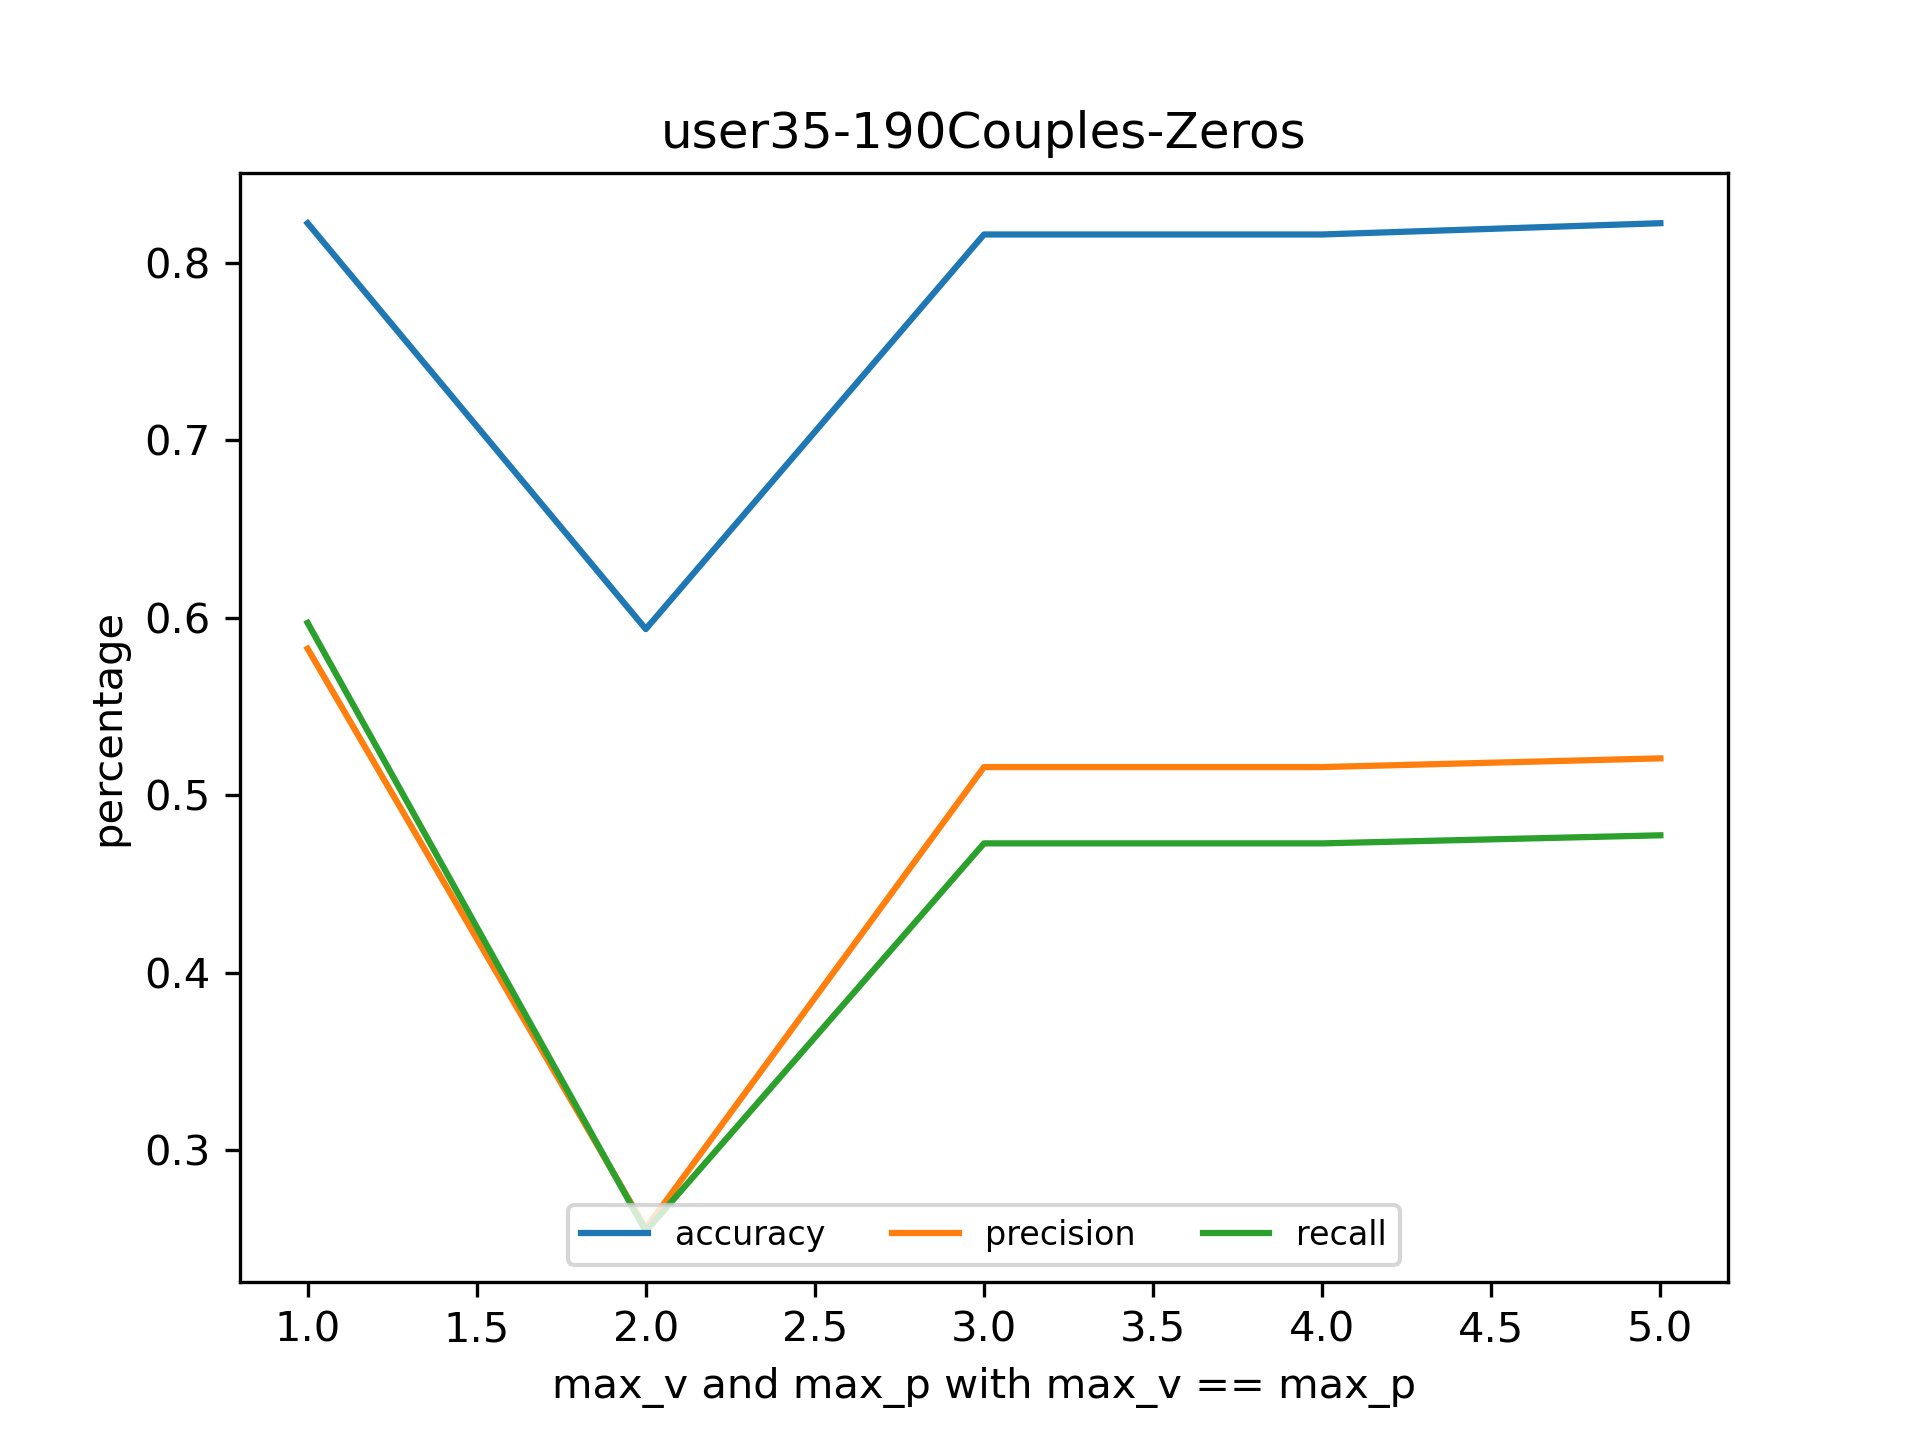 user35-190Couples-Zeros
percentage
0.8
0.7
0.6
0.5
0.4
0.3
accuracy precision recall
1.0 1.5 2.0 2.5 3.0 3.5 4.0 4.5 5.0
max_v and max_p with max_v == max_p